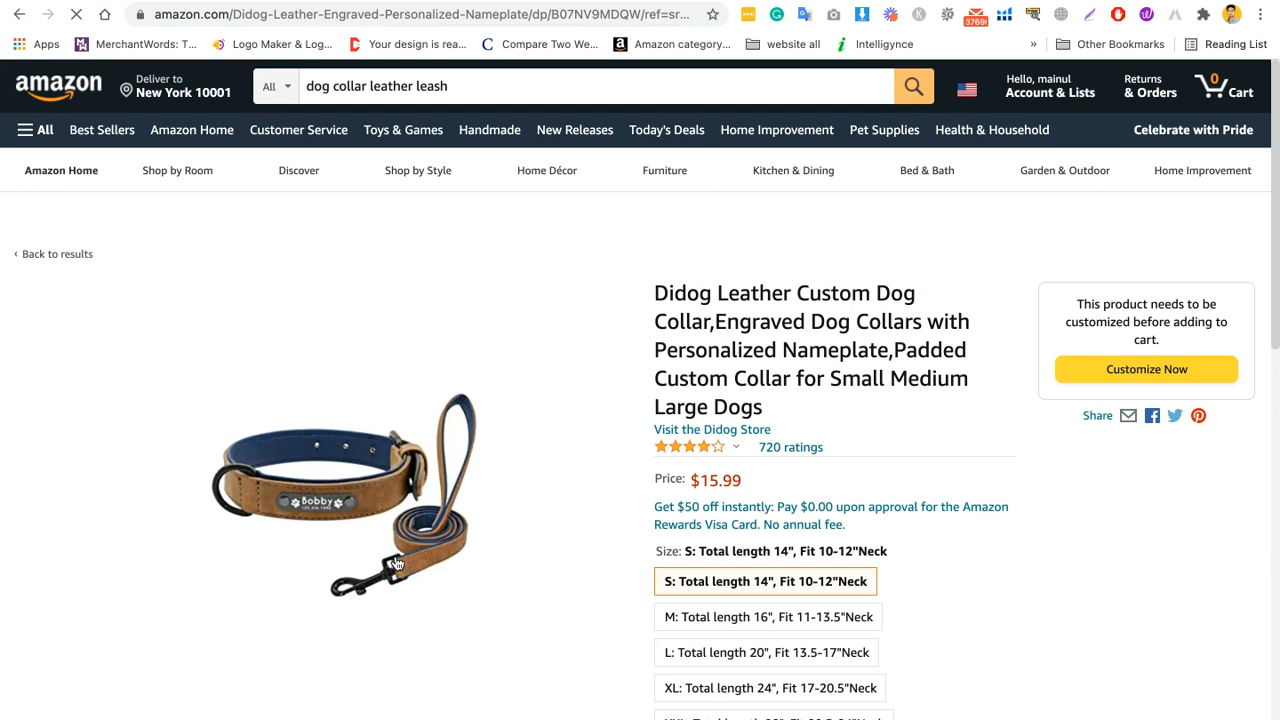 amazon.com/Didog-Leather-Engraved-Personalized-Nameplate/dp/B07NV9MDQW/ref=sr...
Apps MerchantWords: T... Logo Maker & Log... Your design is rea... Compare Two We... Amazon category... website all Intelligynce » Other Bookmarks Reading List
amazon Deliver to New York 10001 All dog collar leather leash Hello, mainul Account & Lists Returns & Orders 0 Cart
All Best Sellers Amazon Home Customer Service Toys & Games Handmade New Releases Today's Deals Home Improvement Pet Supplies Health & Household Celebrate with Pride
Amazon Home Shop by Room Discover Shop by Style Home Décor Furniture Kitchen & Dining Bed & Bath Garden & Outdoor Home Improvement
‹ Back to results
Bobby
Didog Leather Custom Dog
Collar,Engraved Dog Collars with
Personalized Nameplate,Padded
Custom Collar for Small Medium
Large Dogs
Visit the Didog Store
720 ratings
Price: $15.99
Get $50 off instantly: Pay $0.00 upon approval for the Amazon
Rewards Visa Card. No annual fee.
Size: S: Total length 14", Fit 10-12"Neck
S: Total length 14", Fit 10-12"Neck
M: Total length 16", Fit 11-13.5"Neck
L: Total length 20", Fit 13.5-17"Neck
XL: Total length 24", Fit 17-20.5"Neck
This product needs to be
customized before adding to
cart.
Customize Now
Share